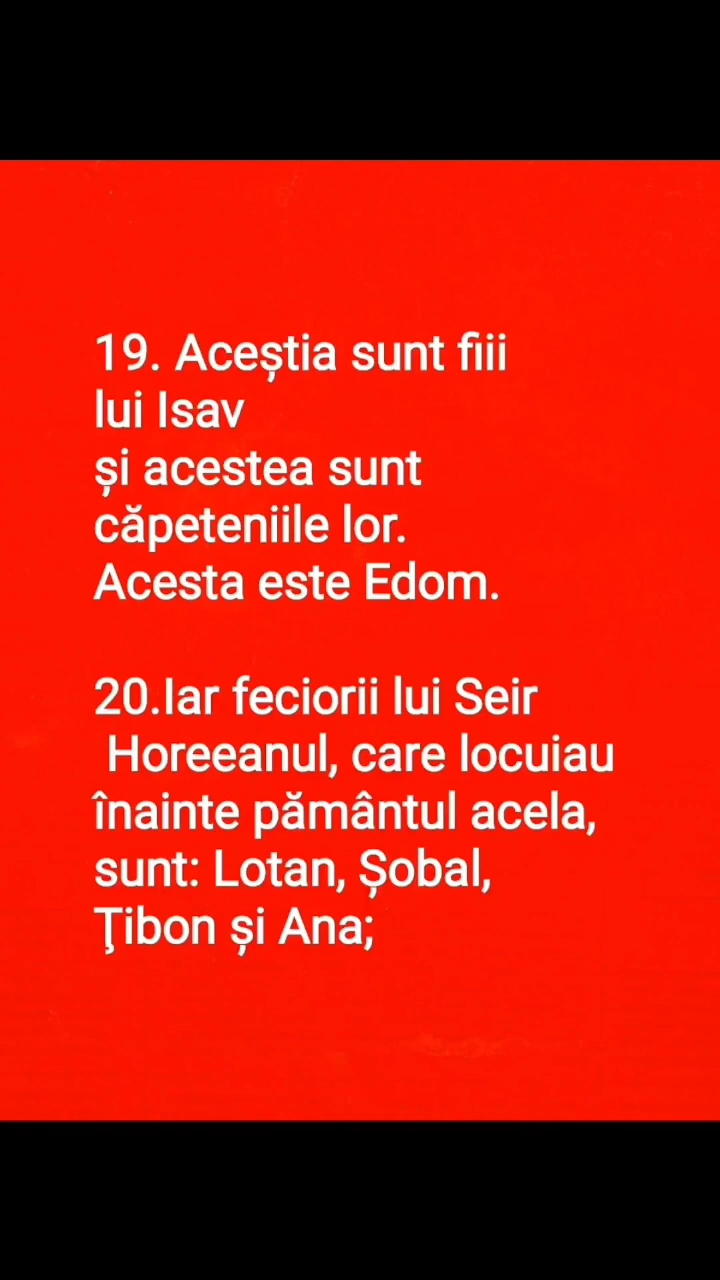 19. Aceștia sunt fiii
lui Isav
și acestea sunt
căpeteniile lor.
Acesta este Edom.
20.Iar feciorii lui Seir
Horeeanul, care locuiau
înainte pământul acela,
sunt: Lotan, Șobal,
Ţibon și Ana;